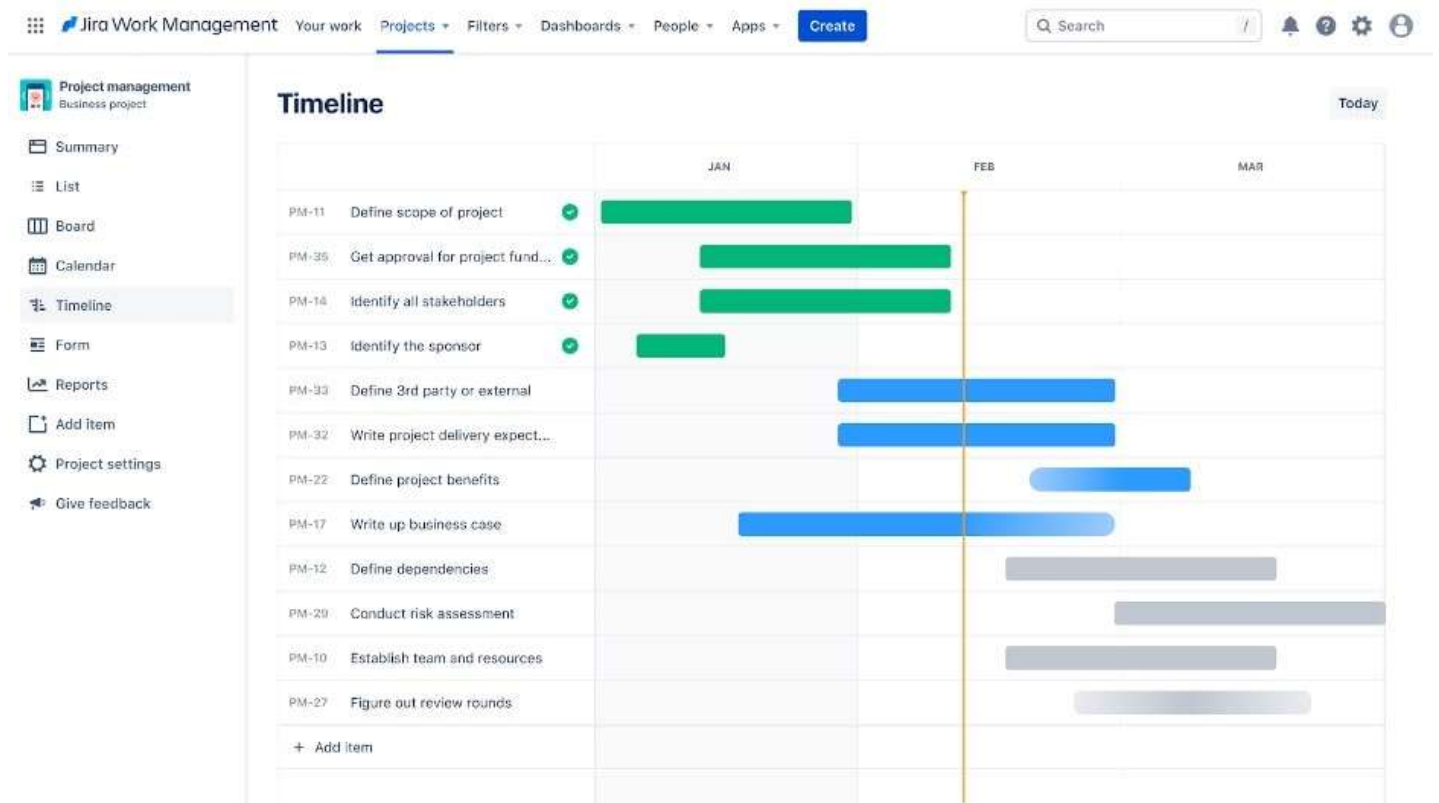 Jira Work Management Your work Projects Filters Dashboards People Apps Create Search /
Project management
Business project
Summary
List
Board
Calendar
Timeline
Form
Reports
Add item
Project settings
Give feedback
Timeline
Today
JAN FEB MAR
PM-11 Define scope of project
PM-35 Get approval for project fund...
PM-14 Identify all stakeholders
PM-13 Identify the sponsor
PM-33 Define 3rd party or external
PM-32 Write project delivery expect...
PM-22 Define project benefits
PM-17 Write up business case
PM-12 Define dependencies
PM-29 Conduct risk assessment
PM-10 Establish team and resources
PM-27 Figure out review rounds
+ Add item